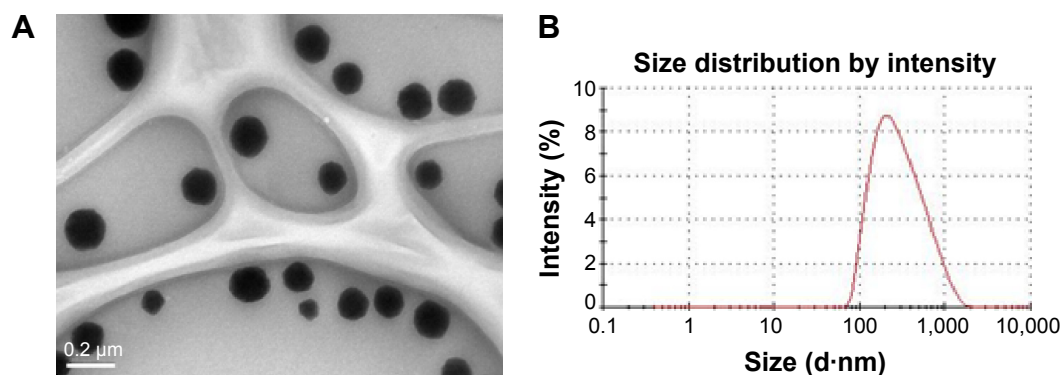 A
0.2 µm
B
Size distribution by intensity
Intensity (%)
10
8
6
4
2
0
0.1 1 10 100 1,000 10,000
Size (d·nm)